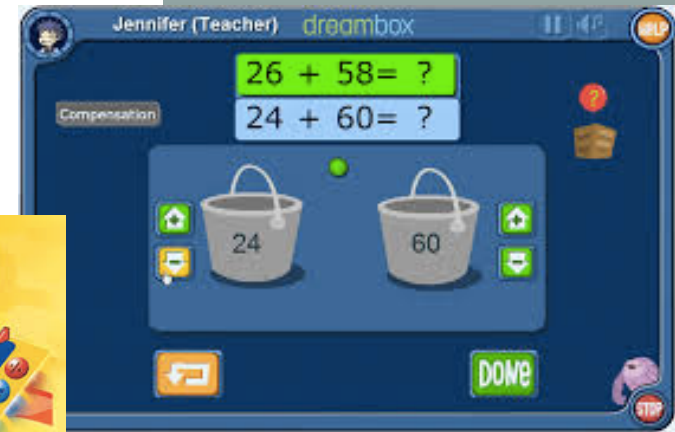 Jennifer (Teacher) dreambox
HELP
26 + 58= ?
?
Compensation
24 + 60= ?
24
60
DONE
STOP